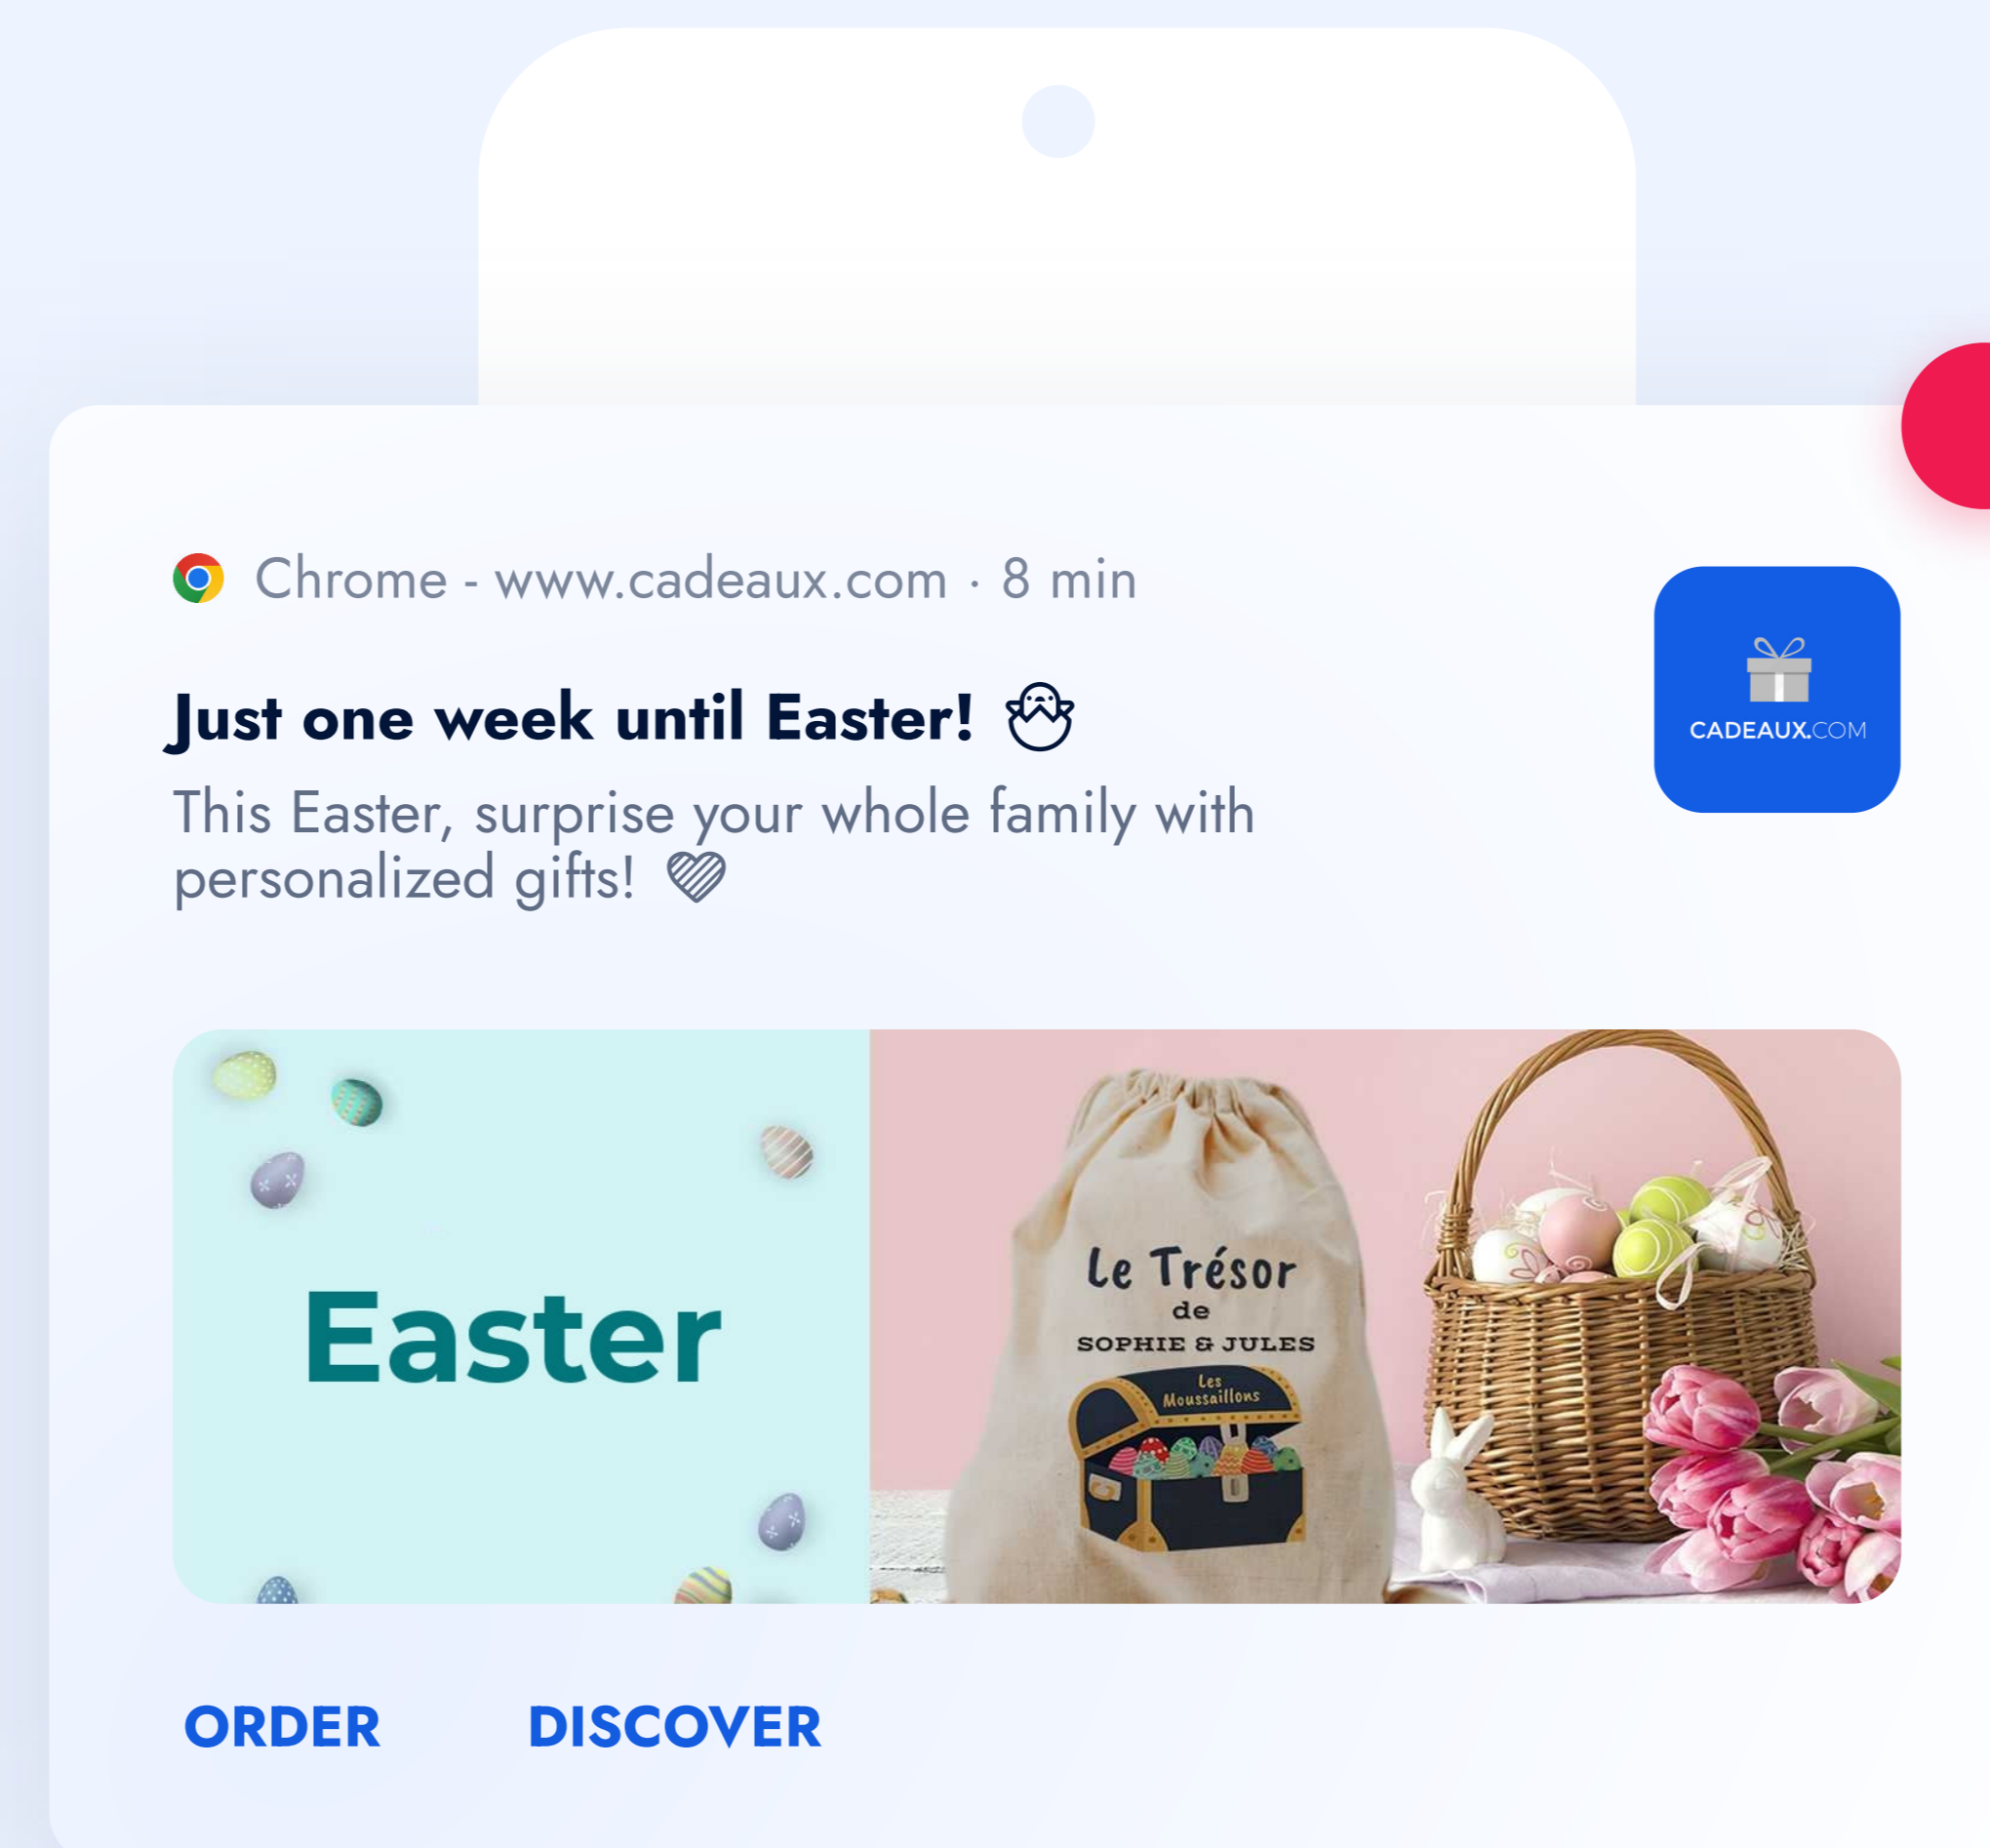 Chrome - www.cadeaux.com · 8 min
Just one week until Easter!
This Easter, surprise your whole family with
personalized gifts!
CADEAUX.COM
Easter
Le Trésor
de
SOPHIE & JULES
Les
Moussaillons
ORDER DISCOVER